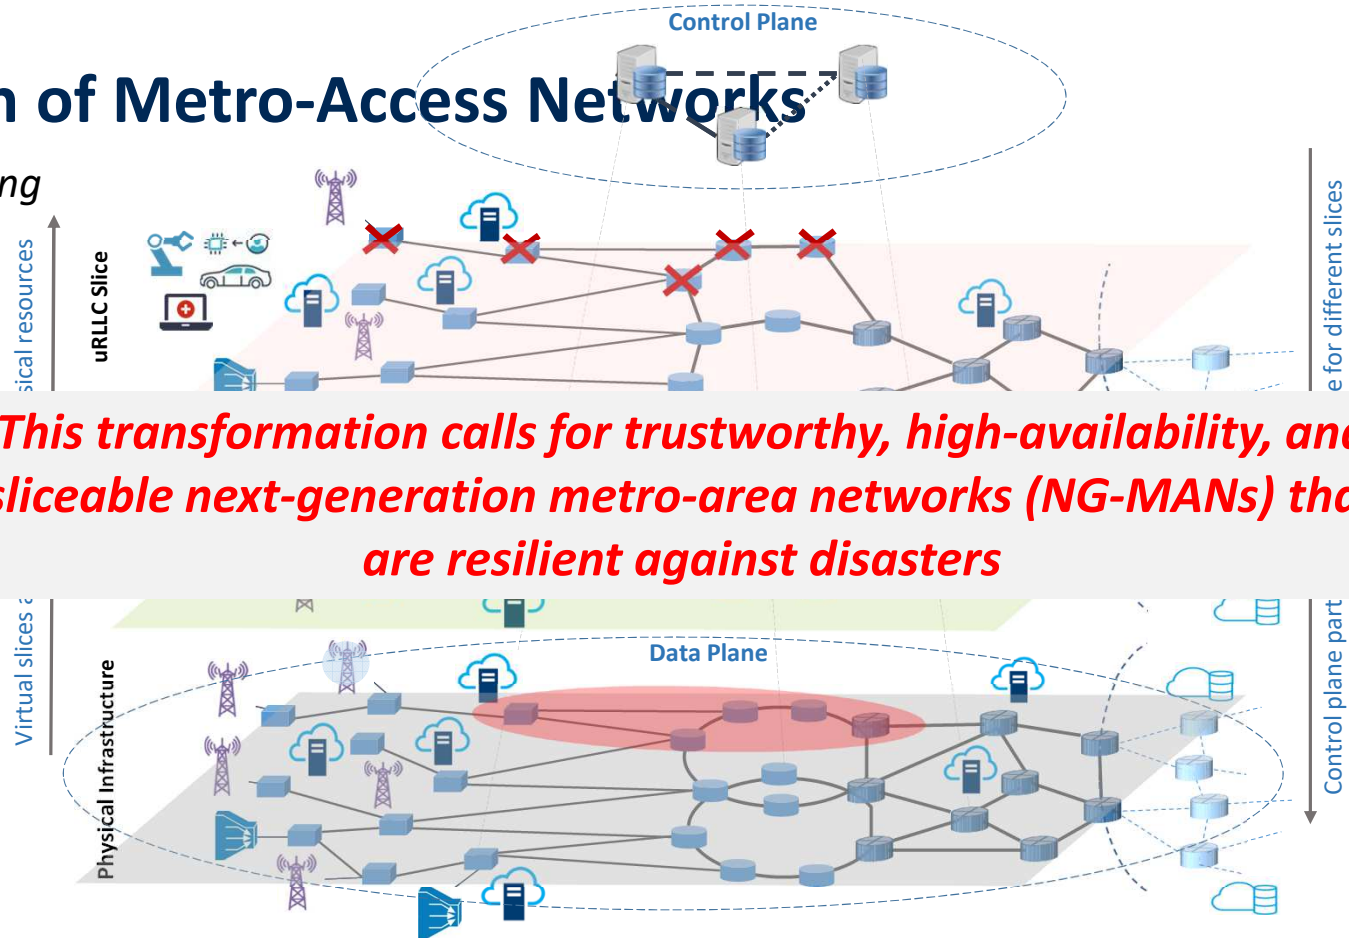 Control Plane
n of Metro-Access Networks
ng
sical resources
uRLLC Slice
e for different slices
This transformation calls for trustworthy, high-availability, and
sliceable next-generation metro-area networks (NG-MANs) tha
are resilient against disasters
Virtual slices a
Physical Infrastructure
Data Plane
Control plane part